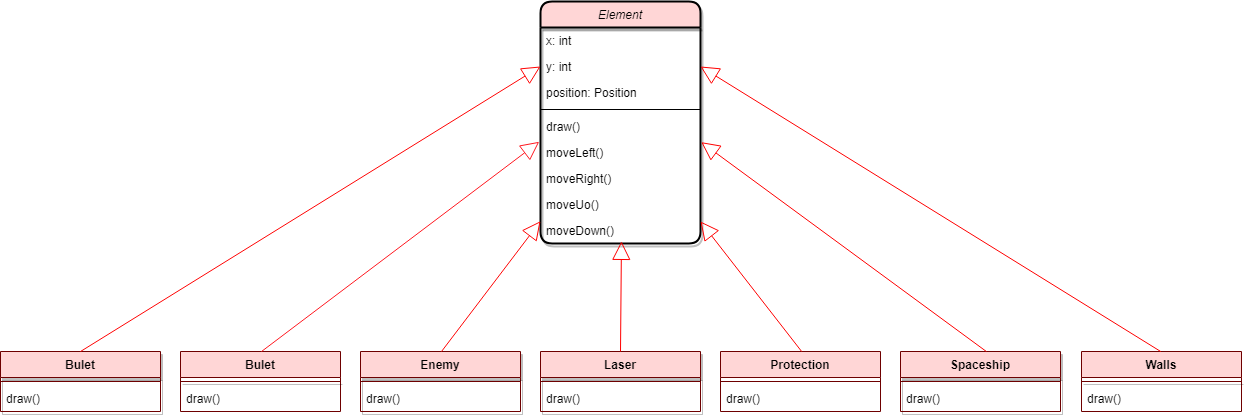 Element
x: int
y: int
position: Position
draw()
moveLeft()
moveRight()
moveUo()
moveDown()
Bulet
draw()
Bulet
draw()
Enemy
draw()
Laser
draw()
Protection
draw()
Spaceship
draw()
Walls
draw()